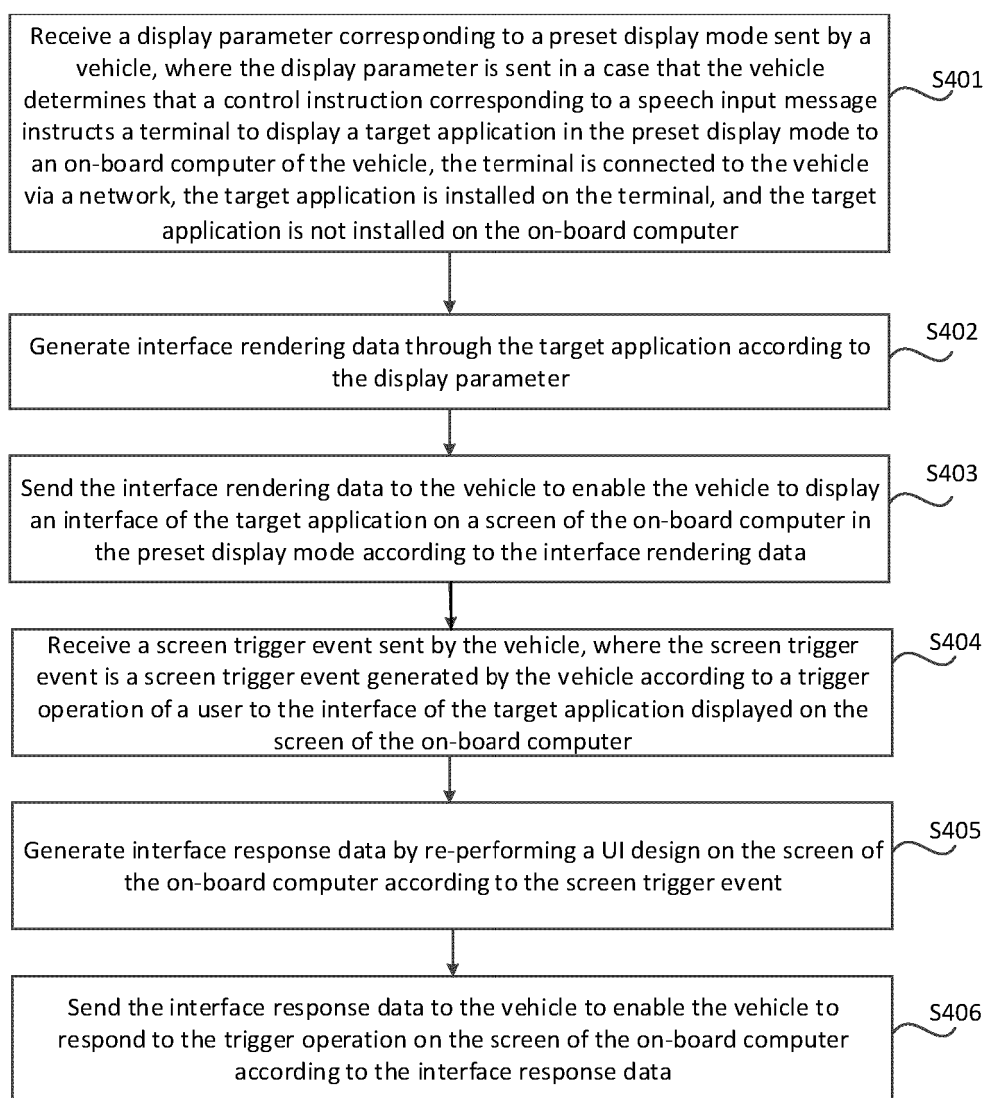 Receive a display parameter corresponding to a preset display mode sent by a
vehicle, where the display parameter is sent in a case that the vehicle
determines that a control instruction corresponding to a speech input message
instructs a terminal to display a target application in the preset display mode to
an on-board computer of the vehicle, the terminal is connected to the vehicle
via a network, the target application is installed on the terminal, and the target
application is not installed on the on-board computer
S401
Generate interface rendering data through the target application according to
the display parameter
S402
Send the interface rendering data to the vehicle to enable the vehicle to display
an interface of the target application on a screen of the on-board computer in
the preset display mode according to the interface rendering data
S403
Receive a screen trigger event sent by the vehicle, where the screen trigger
event is a screen trigger event generated by the vehicle according to a trigger
operation of a user to the interface of the target application displayed on the
screen of the on-board computer
S404
Generate interface response data by re-performing a UI design on the screen of
the on-board computer according to the screen trigger event
S405
Send the interface response data to the vehicle to enable the vehicle to
respond to the trigger operation on the screen of the on-board computer
according to the interface response data
S406